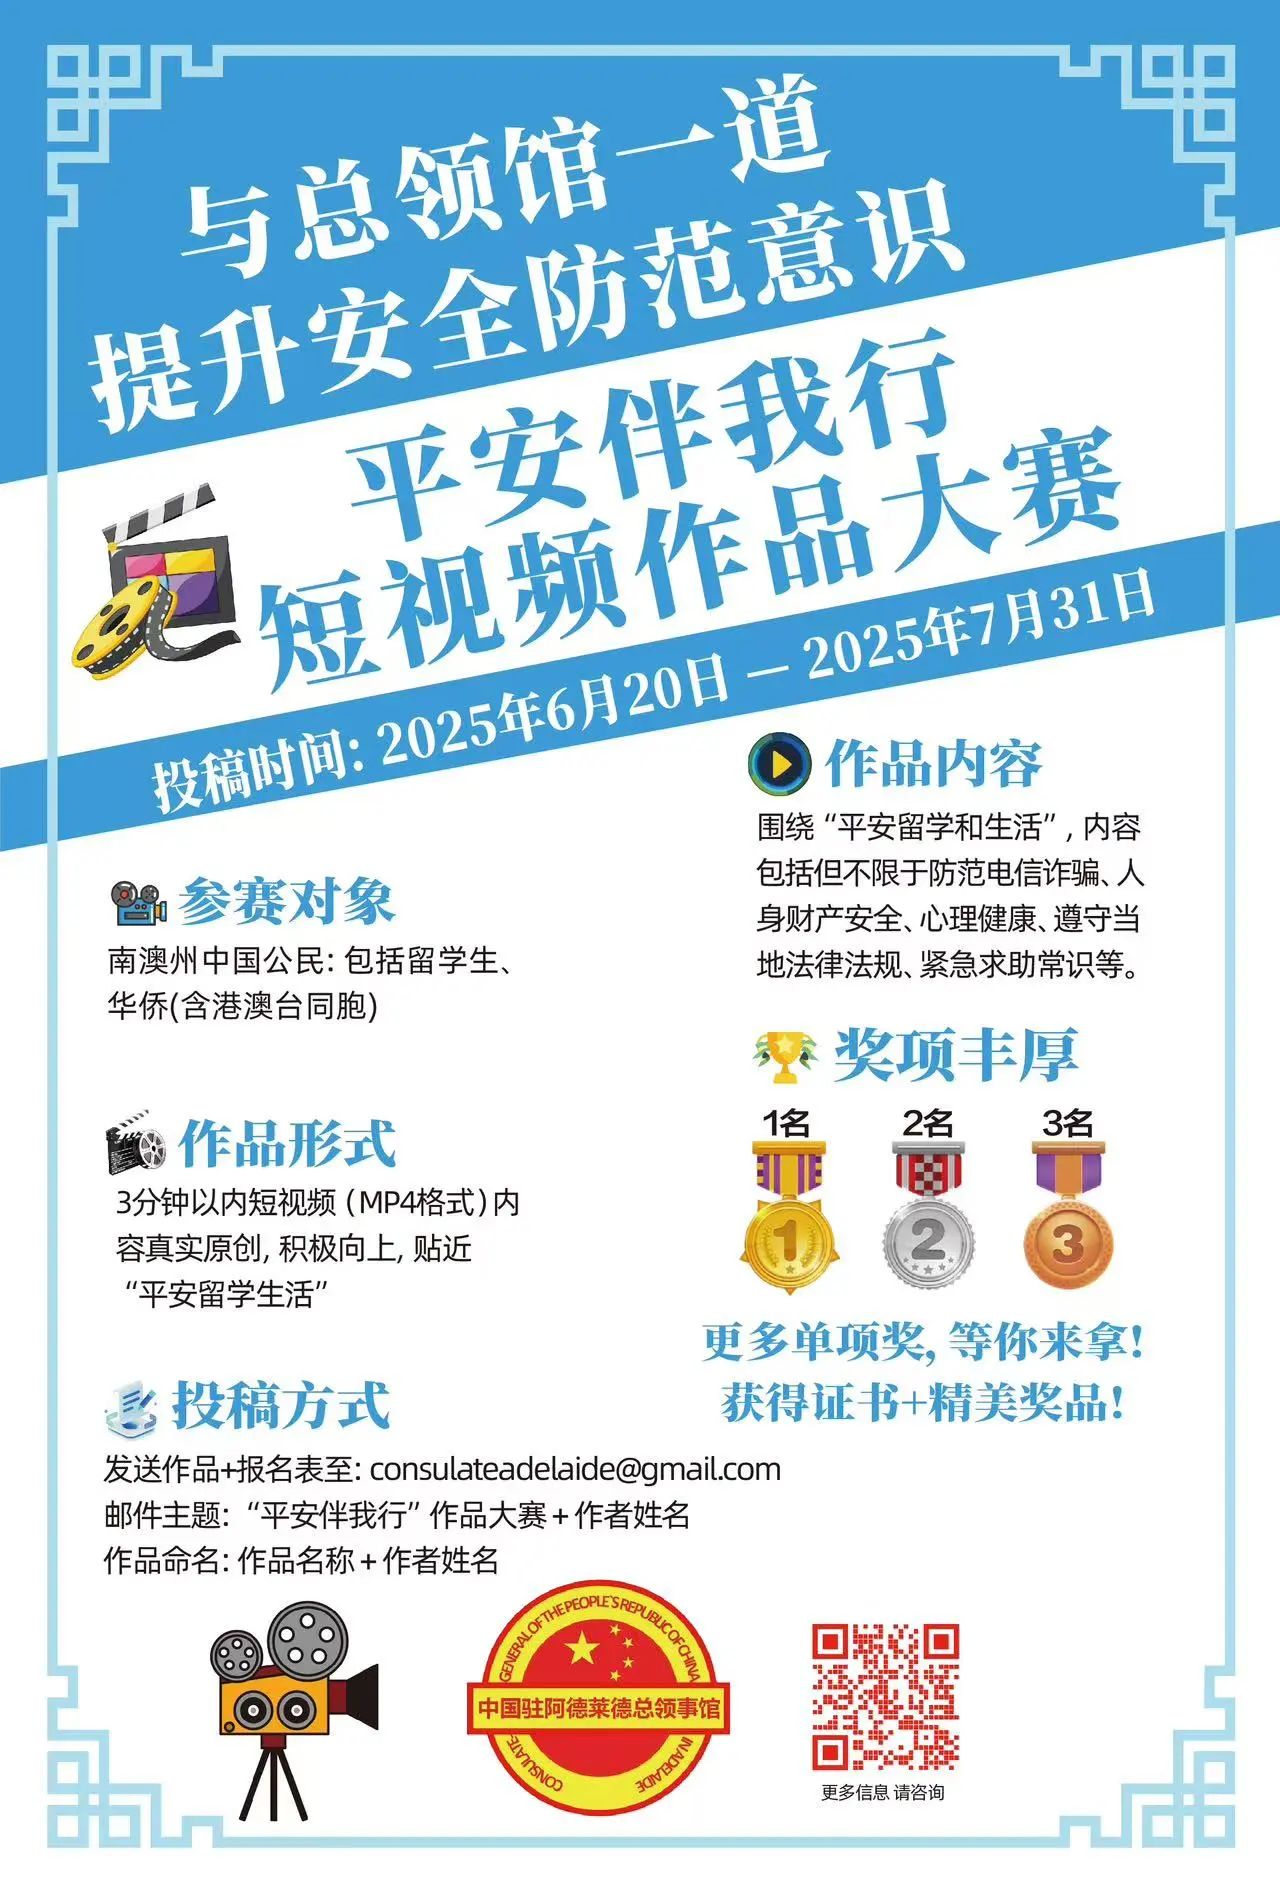 与总领馆一道
提升安全防范意识
平安伴我行
短视频作品大赛
投稿时间: 2025年6月20日 — 2025年7月31日
参赛对象
南澳州中国公民: 包括留学生、
华侨(含港澳台同胞)
作品形式
3分钟以内短视频 (MP4格式) 内
容真实原创, 积极向上, 贴近
“平安留学生活”
作品内容
围绕 “平安留学和生活” , 内容
包括但不限于防范电信诈骗、人
身财产安全、心理健康、遵守当
地法律法规、紧急求助常识等。
奖项丰厚
1名 2名 3名
1 2 3
更多单项奖, 等你来拿!
获得证书+精美奖品!
投稿方式
发送作品+报名表至: consulateadelaide@gmail.com
邮件主题: “平安伴我行” 作品大赛 + 作者姓名
作品命名: 作品名称 + 作者姓名
CONSULATE GENERAL OF THE PEOPLE'S REPUBLIC OF CHINA IN ADELAIDE
中国驻阿德莱德总领事馆
更多信息 请咨询